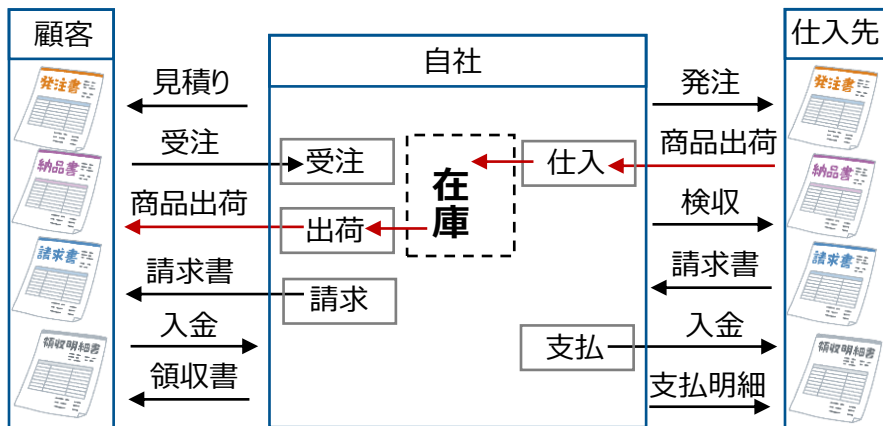 顧客
発注書
納品書
請求書
領収明細書
見積り
受注
商品出荷
請求書
入金
領収書
自社
受注
出荷
請求
在庫
仕入
支払
発注
商品出荷
検収
請求書
入金
支払明細
仕入先
発注書
納品書
請求書
領収明細書